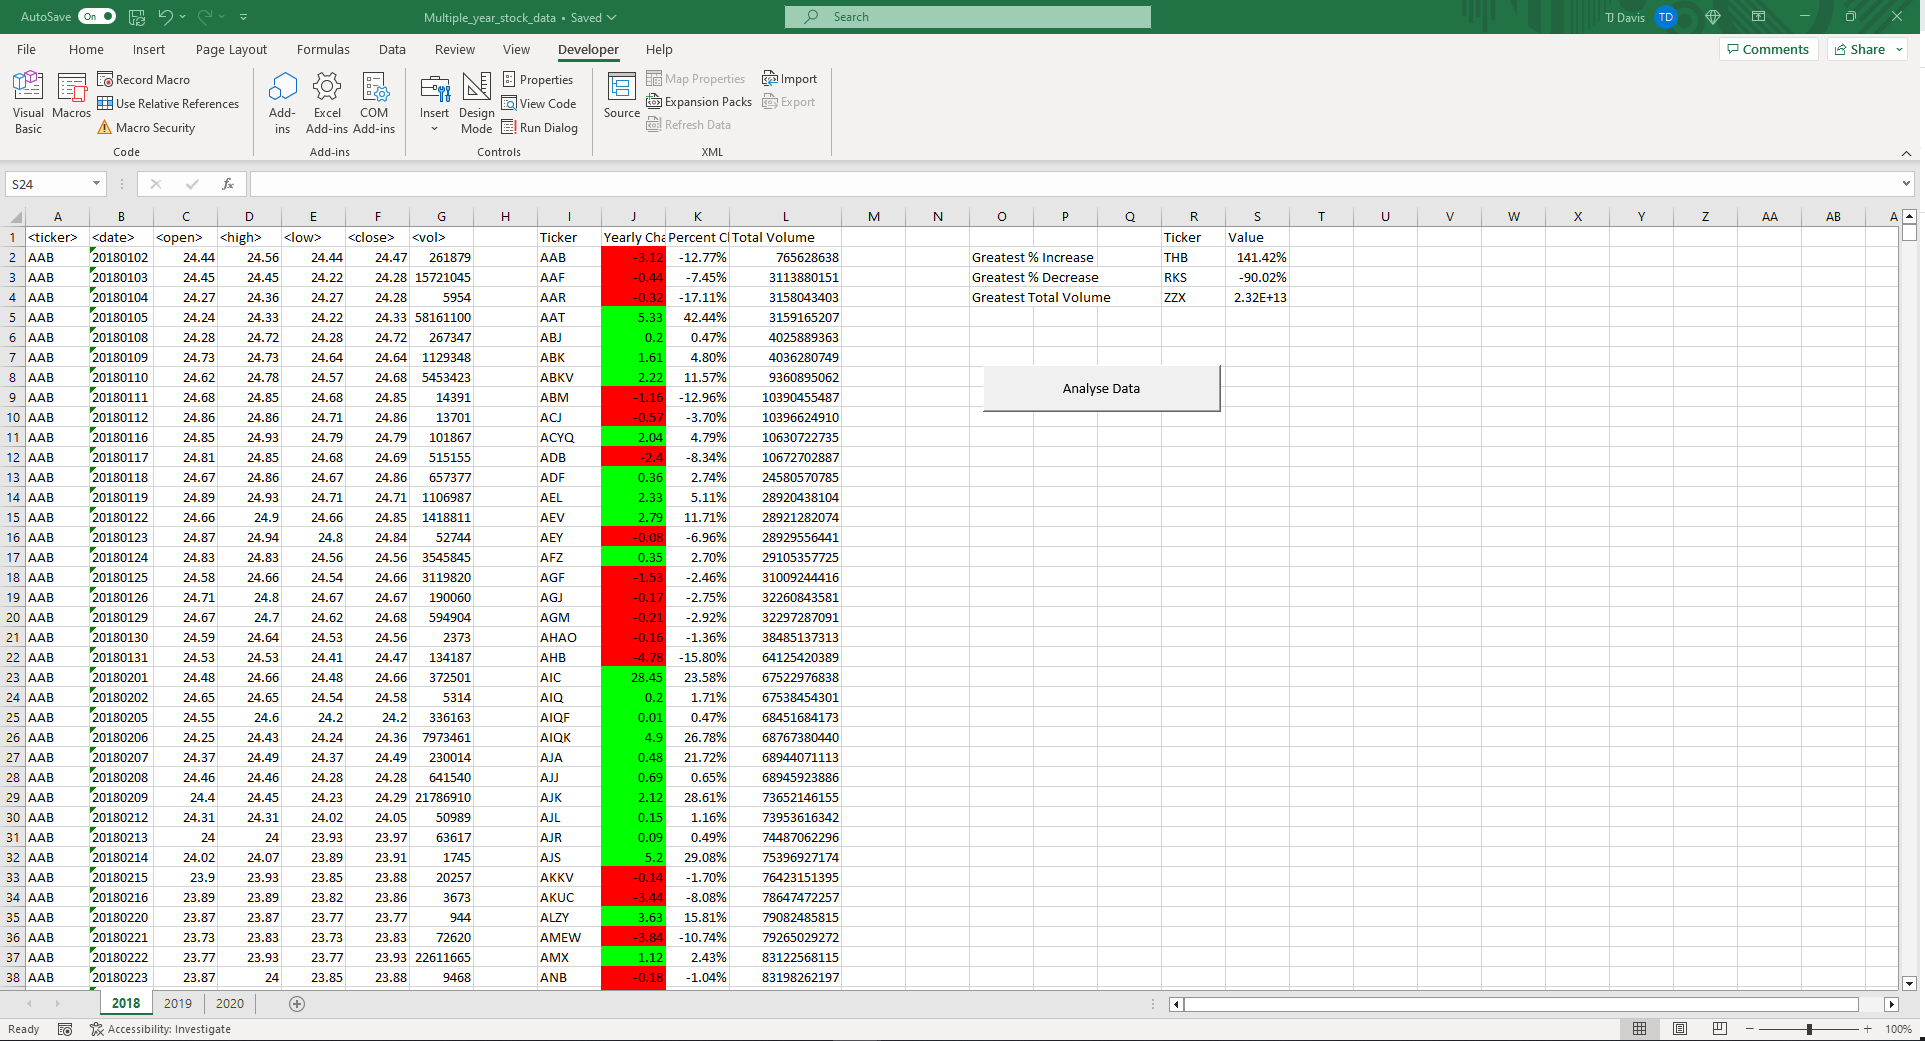 AutoSave On Multiple_year_stock_data • Saved Search TJ Davis TD
File Home Insert Page Layout Formulas Data Review View Developer Help Comments Share
Visual Basic Macros Record Macro Use Relative References Macro Security
Add-ins Excel Add-ins COM Add-ins
Insert Design Mode Properties View Code Run Dialog
Source Map Properties Expansion Packs Refresh Data Import Export
Code Add-ins Controls XML
S24 fx
A B C D E F G H I J K L M N O P Q R S T U V W X Y Z AA AB A
1 <ticker> <date> <open> <high> <low> <close> <vol> Ticker Yearly Cha Percent Cl Total Volume Ticker Value
2 AAB 20180102 24.44 24.56 24.44 24.47 261879 AAB -3.12 -12.77% 765628638 Greatest % Increase THB 141.42%
3 AAB 20180103 24.45 24.45 24.22 24.28 15721045 AAF -0.44 -7.45% 3113880151 Greatest % Decrease RKS -90.02%
4 AAB 20180104 24.27 24.36 24.27 24.28 5954 AAR -0.32 -17.11% 3158043403 Greatest Total Volume ZZX 2.32E+13
5 AAB 20180105 24.24 24.33 24.22 24.33 58161100 AAT 5.33 42.44% 3159165207
6 AAB 20180108 24.28 24.72 24.28 24.72 267347 ABJ 0.2 0.47% 4025889363
7 AAB 20180109 24.73 24.73 24.64 24.64 1129348 ABK 1.61 4.80% 4036280749
8 AAB 20180110 24.62 24.78 24.57 24.68 5453423 ABKV 2.22 11.57% 9360895062
Analyse Data
9 AAB 20180111 24.68 24.85 24.68 24.85 14391 ABM -1.16 -12.96% 10390455487
10 AAB 20180112 24.86 24.86 24.71 24.86 13701 ACJ -0.57 -3.70% 10396624910
11 AAB 20180116 24.85 24.93 24.79 24.79 101867 ACYQ 2.04 4.79% 10630722735
12 AAB 20180117 24.81 24.85 24.68 24.69 515155 ADB -2.4 -8.34% 10672702887
13 AAB 20180118 24.67 24.86 24.67 24.86 657377 ADF 0.36 2.74% 24580570785
14 AAB 20180119 24.89 24.93 24.71 24.71 1106987 AEL 2.33 5.11% 28920438104
15 AAB 20180122 24.66 24.9 24.66 24.85 1418811 AEV 2.79 11.71% 28921282074
16 AAB 20180123 24.87 24.94 24.8 24.84 52744 AEY -0.08 -6.96% 28929556441
17 AAB 20180124 24.83 24.83 24.56 24.56 3545845 AFZ 0.35 2.70% 29105357725
18 AAB 20180125 24.58 24.66 24.54 24.66 3119820 AGF -1.53 -2.46% 31009244416
19 AAB 20180126 24.71 24.8 24.67 24.67 190060 AGJ -0.17 -2.75% 32260843581
20 AAB 20180129 24.67 24.7 24.62 24.68 594904 AGM -0.21 -2.92% 32297287091
21 AAB 20180130 24.59 24.64 24.53 24.56 2373 AHAO -0.16 -1.36% 38485137313
22 AAB 20180131 24.53 24.53 24.41 24.47 134187 AHB -4.78 -15.80% 64125420389
23 AAB 20180201 24.48 24.66 24.48 24.66 372501 AIC 28.45 23.58% 67522976838
24 AAB 20180202 24.65 24.65 24.54 24.58 5314 AIQ 0.2 1.71% 67538454301
25 AAB 20180205 24.55 24.6 24.2 24.2 336163 AIQF 0.01 0.47% 68451684173
26 AAB 20180206 24.25 24.43 24.24 24.36 7973461 AIQK 4.9 26.78% 68767380440
27 AAB 20180207 24.37 24.49 24.37 24.49 230014 AJA 0.48 21.72% 68944071113
28 AAB 20180208 24.46 24.46 24.28 24.28 641540 AJJ 0.69 0.65% 68945923886
29 AAB 20180209 24.4 24.45 24.23 24.29 21786910 AJK 2.12 28.61% 73652146155
30 AAB 20180212 24.31 24.31 24.02 24.05 50989 AJL 0.15 1.16% 73953616342
31 AAB 20180213 24 24 23.93 23.97 63617 AJR 0.09 0.49% 74487062296
32 AAB 20180214 24.02 24.07 23.89 23.91 1745 AJS 5.2 29.08% 75396927174
33 AAB 20180215 23.9 23.93 23.85 23.88 20257 AKKV -0.14 -1.70% 76423151395
34 AAB 20180216 23.89 23.89 23.82 23.86 3673 AKUC -3.44 -8.08% 78647472257
35 AAB 20180220 23.87 23.87 23.77 23.77 944 ALZY 3.63 15.81% 79082485815
36 AAB 20180221 23.73 23.83 23.73 23.83 72620 AMEW -3.84 -10.74% 79265029272
37 AAB 20180222 23.77 23.93 23.77 23.93 22611665 AMX 1.12 2.43% 83122568115
38 AAB 20180223 23.87 24 23.85 23.88 9468 ANB -0.18 -1.04% 83198262197
2018 2019 2020
Ready Accessibility: Investigate 100%